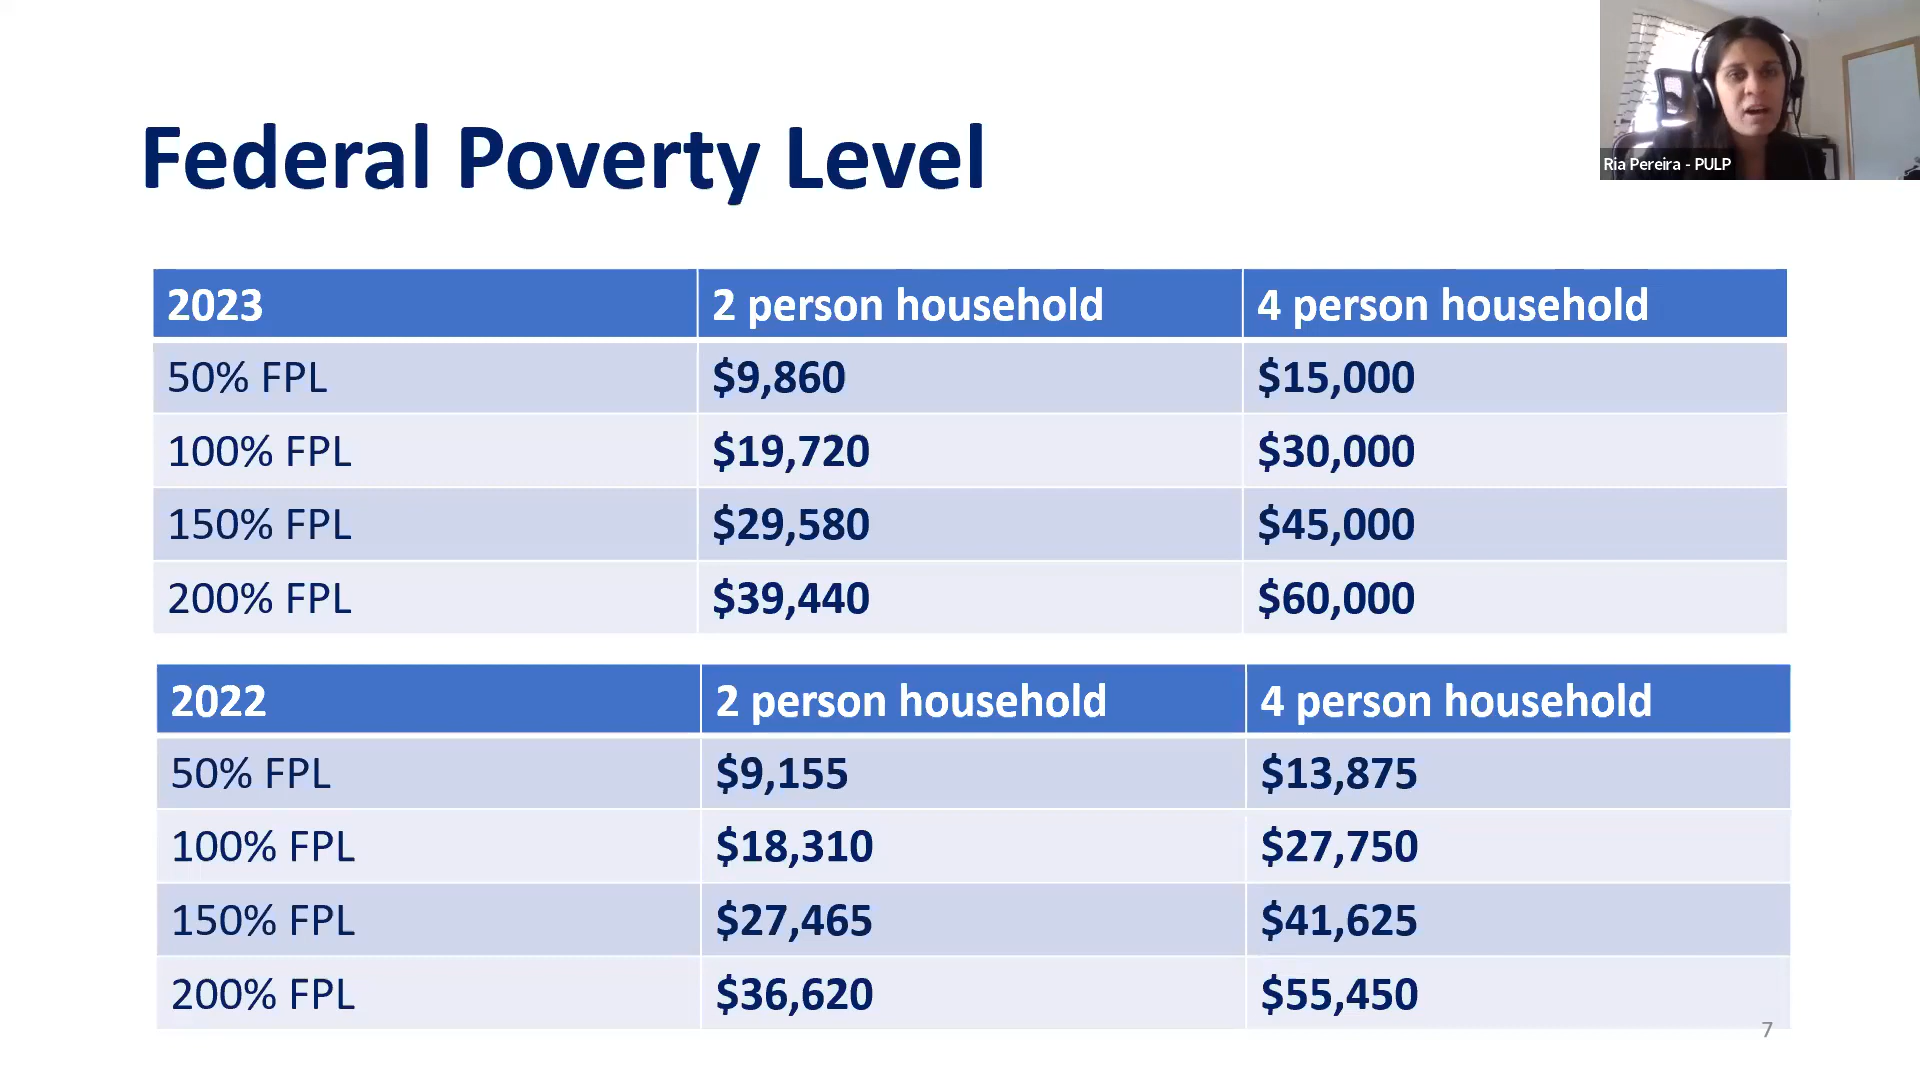 Federal Poverty Level
Ria Pereira - PULP
2023 2 person household 4 person household
50% FPL $9,860 $15,000
100% FPL $19,720 $30,000
150% FPL $29,580 $45,000
200% FPL $39,440 $60,000
2022 2 person household 4 person household
50% FPL $9,155 $13,875
100% FPL $18,310 $27,750
150% FPL $27,465 $41,625
200% FPL $36,620 $55,450
7